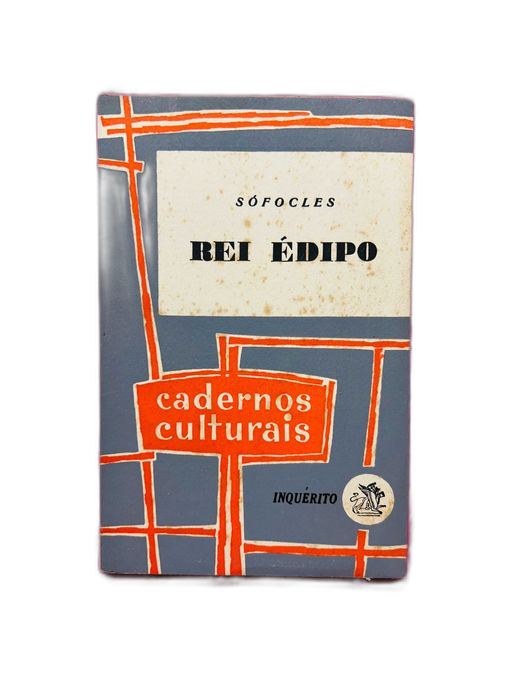 SÓFOCLES
REI ÉDIPO
cadernos
culturais
INQUÉRITO